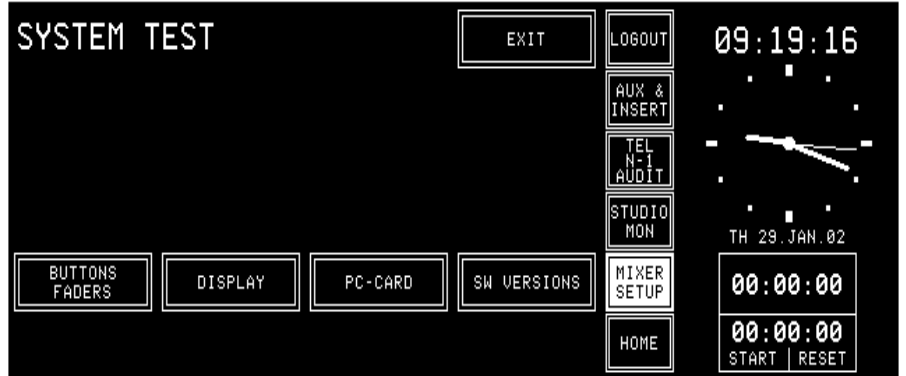 SYSTEM TEST
EXIT
LOGOUT
09:19:16
AUX &
INSERT
TEL
N-1
AUDIT
STUDIO
MON
TH 29.JAN.02
BUTTONS
FADERS
DISPLAY
PC-CARD
SW VERSIONS
MIXER
SETUP
00:00:00
HOME
00:00:00
START
RESET